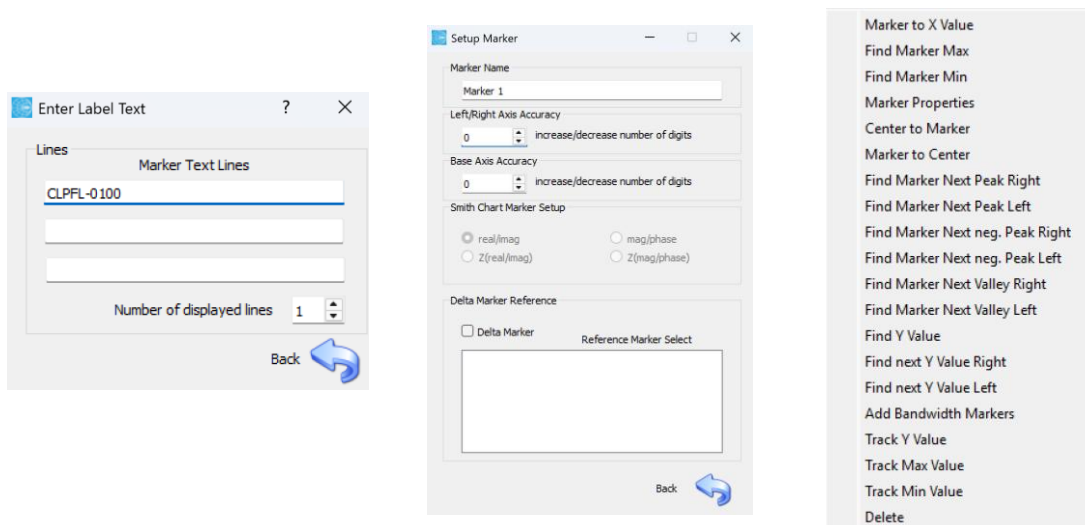 Enter Label Text
?
Lines
Marker Text Lines
CLPFL-0100
Number of displayed lines 1
Back
Setup Marker
Marker Name
Marker 1
Left/Right Axis Accuracy
0 increase/decrease number of digits
Base Axis Accuracy
0 increase/decrease number of digits
Smith Chart Marker Setup
real/imag mag/phase
Z(real/imag) Z(mag/phase)
Delta Marker Reference
Delta Marker
Reference Marker Select
Back
Marker to X Value
Find Marker Max
Find Marker Min
Marker Properties
Center to Marker
Marker to Center
Find Marker Next Peak Right
Find Marker Next Peak Left
Find Marker Next neg. Peak Right
Find Marker Next neg. Peak Left
Find Marker Next Valley Right
Find Marker Next Valley Left
Find Y Value
Find next Y Value Right
Find next Y Value Left
Add Bandwidth Markers
Track Y Value
Track Max Value
Track Min Value
Delete